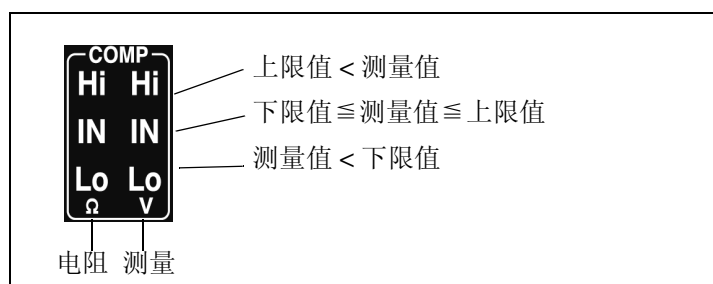 COMP
Hi Hi
上限值 < 测量值
IN IN
下限值≦测量值≦上限值
Lo Lo
测量值 < 下限值
Ω V
电阻 测量